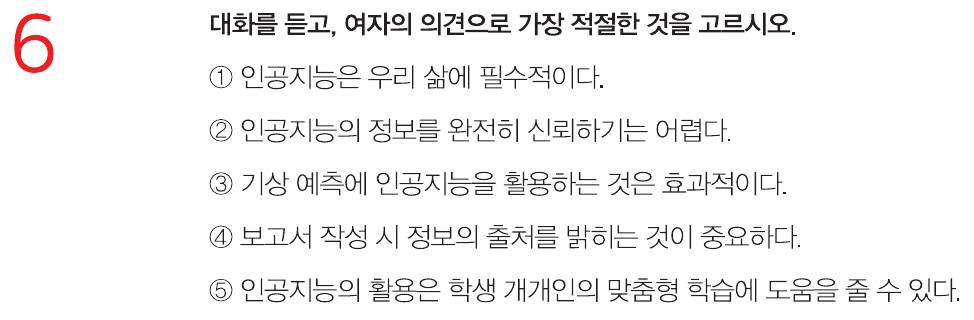 6
대화를 듣고, 여자의 의견으로 가장 적절한 것을 고르시오.
① 인공지능은 우리 삶에 필수적이다.
② 인공지능의 정보를 완전히 신뢰하기는 어렵다.
③ 기상 예측에 인공지능을 활용하는 것은 효과적이다.
④ 보고서 작성 시 정보의 출처를 밝히는 것이 중요하다.
⑤ 인공지능의 활용은 학생 개개인의 맞춤형 학습에 도움을 줄 수 있다.